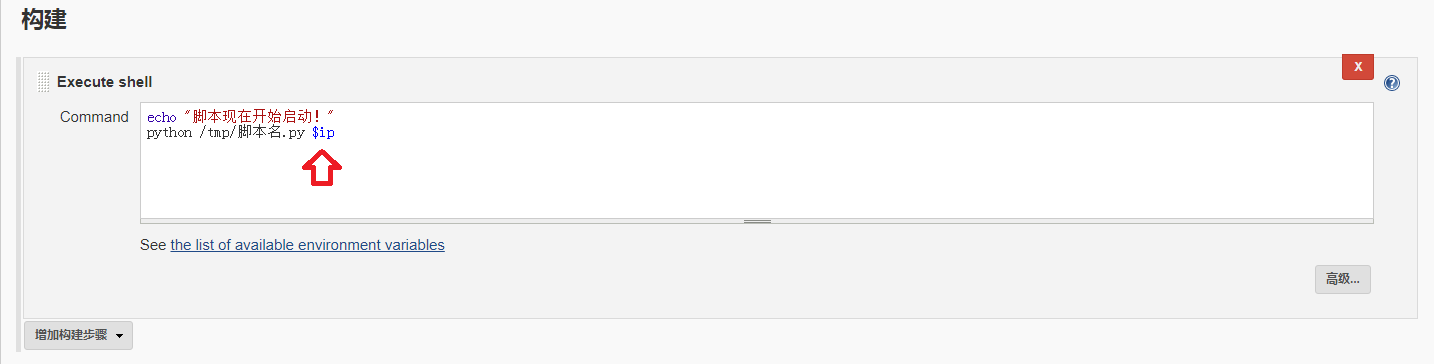 构建
X
Execute shell
Command
echo "脚本现在开始启动！"
python /tmp/脚本名.py $ip
See the list of available environment variables
高级...
增加构建步骤